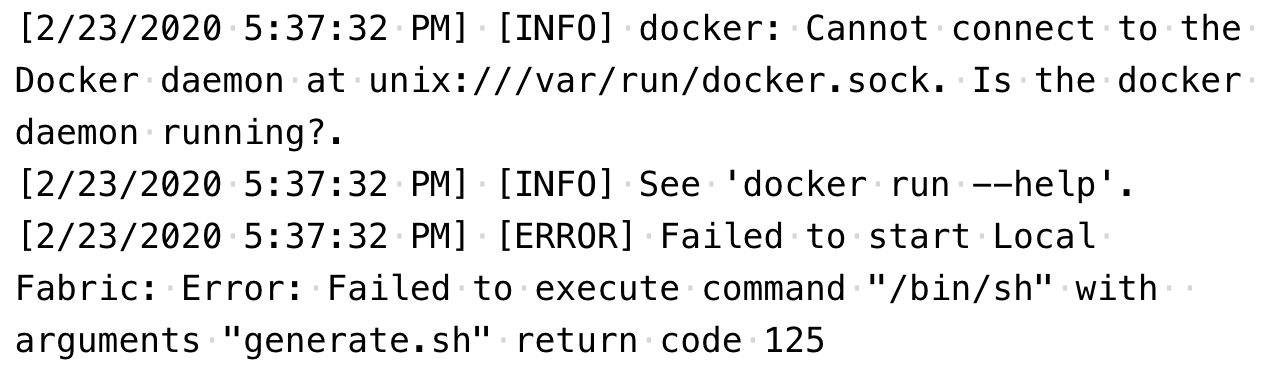 [2/23/2020 5:37:32 PM] [INFO] docker: Cannot connect to the
Docker daemon at unix:///var/run/docker.sock. Is the docker
daemon running?.
[2/23/2020 5:37:32 PM] [INFO] See 'docker run --help'.
[2/23/2020 5:37:32 PM] [ERROR] Failed to start Local
Fabric: Error: Failed to execute command "/bin/sh" with
arguments "generate.sh" return code 125